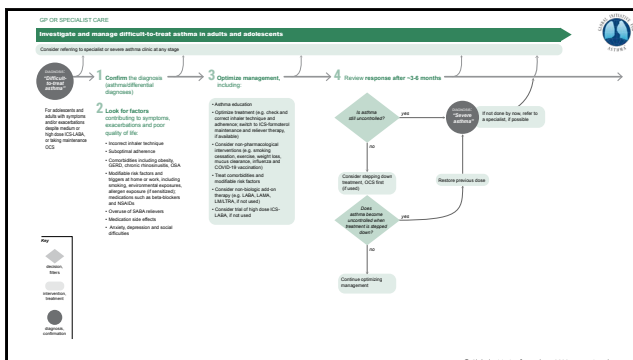 GP OR SPECIALIST CARE
Investigate and manage difficult-to-treat asthma in adults and adolescents
Consider referring to specialist or severe asthma clinic at any stage
GLOBAL INITIATIVE FOR ASTHMA
DIAGNOSIS:
"Difficult-
to-treat
asthma"
For adolescents and
adults with symptoms
and/or exacerbations
despite medium or
high dose ICS-LABA,
or taking maintenance
OCS
1 Confirm the diagnosis
(asthma/differential
diagnoses)
2 Look for factors
contributing to symptoms,
exacerbations and poor
quality of life:
• Incorrect inhaler technique
• Suboptimal adherence
• Comorbidities including obesity,
GERD, chronic rhinosinusitis, OSA
• Modifiable risk factors and
triggers at home or work, including
smoking, environmental exposures,
allergen exposure (if sensitized);
medications such as beta-blockers
and NSAIDs
• Overuse of SABA relievers
• Medication side effects
• Anxiety, depression and social
difficulties
3 Optimize management,
including:
• Asthma education
• Optimize treatment (e.g. check and
correct inhaler technique and
adherence; switch to ICS-formoterol
maintenance and reliever therapy,
if available)
• Consider non-pharmacological
interventions (e.g. smoking
cessation, exercise, weight loss,
mucus clearance, influenza and
COVID-19 vaccination)
• Treat comorbidities and
modifiable risk factors
• Consider non-biologic add-on
therapy (e.g. LABA, LAMA,
LM/LTRA, if not used)
• Consider trial of high dose ICS-
LABA, if not used
4 Review response after ~3-6 months
Is asthma
still uncontrolled?
yes
DIAGNOSIS:
"Severe
asthma"
If not done by now, refer to
a specialist, if possible
no
Consider stepping down
treatment, OCS first
(if used)
Restore previous dose
Does
asthma become
uncontrolled when
treatment is stepped
down?
yes
no
Continue optimizing
management
Key
decision,
filters
intervention,
treatment
diagnosis,
confirmation